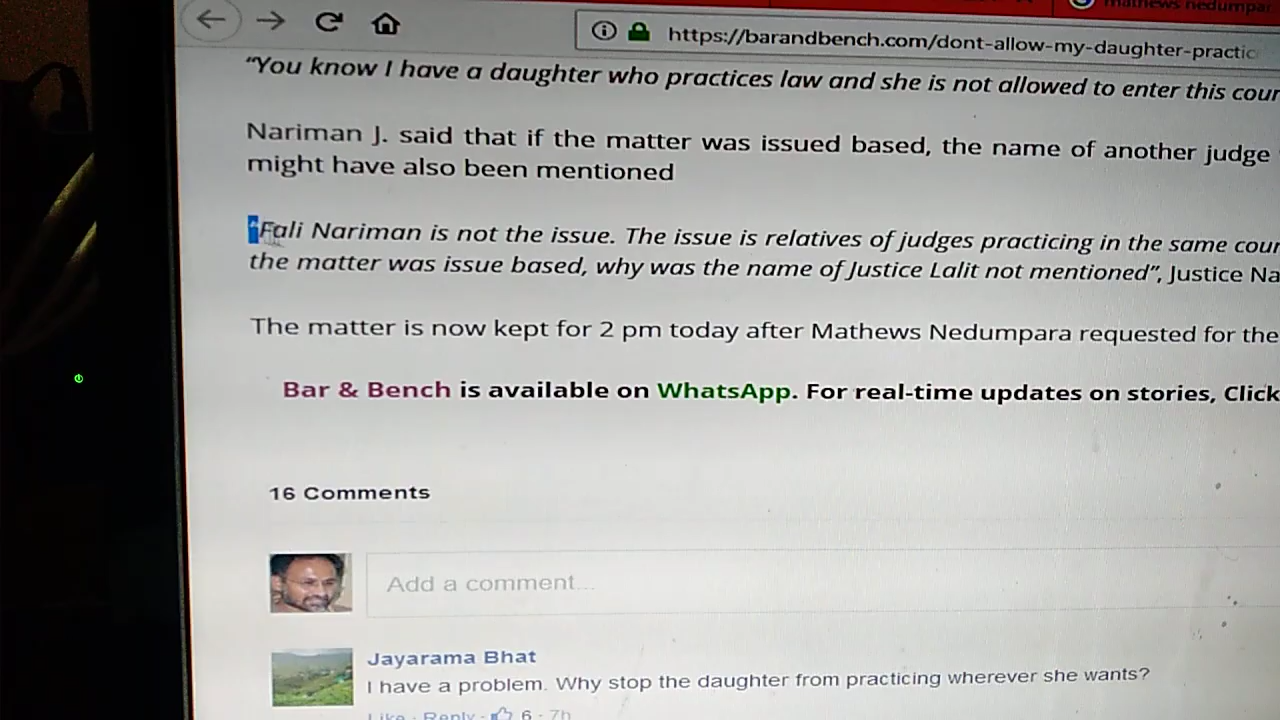 mathews nedumpar
https://barandbench.com/dont-allow-my-daughter-practic
“You know I have a daughter who practices law and she is not allowed to enter this cour
Nariman J. said that if the matter was issued based, the name of another judge
might have also been mentioned
“Fali Nariman is not the issue. The issue is relatives of judges practicing in the same cour
the matter was issue based, why was the name of Justice Lalit not mentioned”, Justice Na
The matter is now kept for 2 pm today after Mathews Nedumpara requested for the
Bar & Bench is available on WhatsApp. For real-time updates on stories, Click
16 Comments
Add a comment...
Jayarama Bhat
I have a problem. Why stop the daughter from practicing wherever she wants?
Like · Reply · 6 · 7h